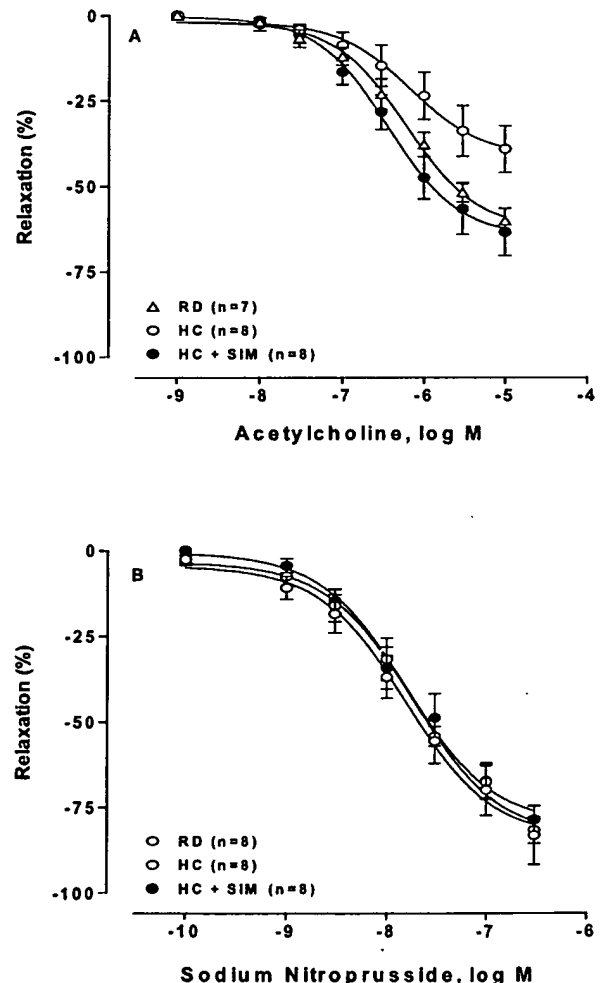 A
Relaxation (%)
0
-25
-50
-75
-100
RD (n=7)
HC (n=8)
HC + SIM (n=8)
-9 -8 -7 -6 -5 -4
Acetylcholine, log M
B
Relaxation (%)
0
-25
-50
-75
-100
RD (n=8)
HC (n=8)
HC + SIM (n=8)
-10 -9 -8 -7 -6
Sodium Nitroprusside, log M